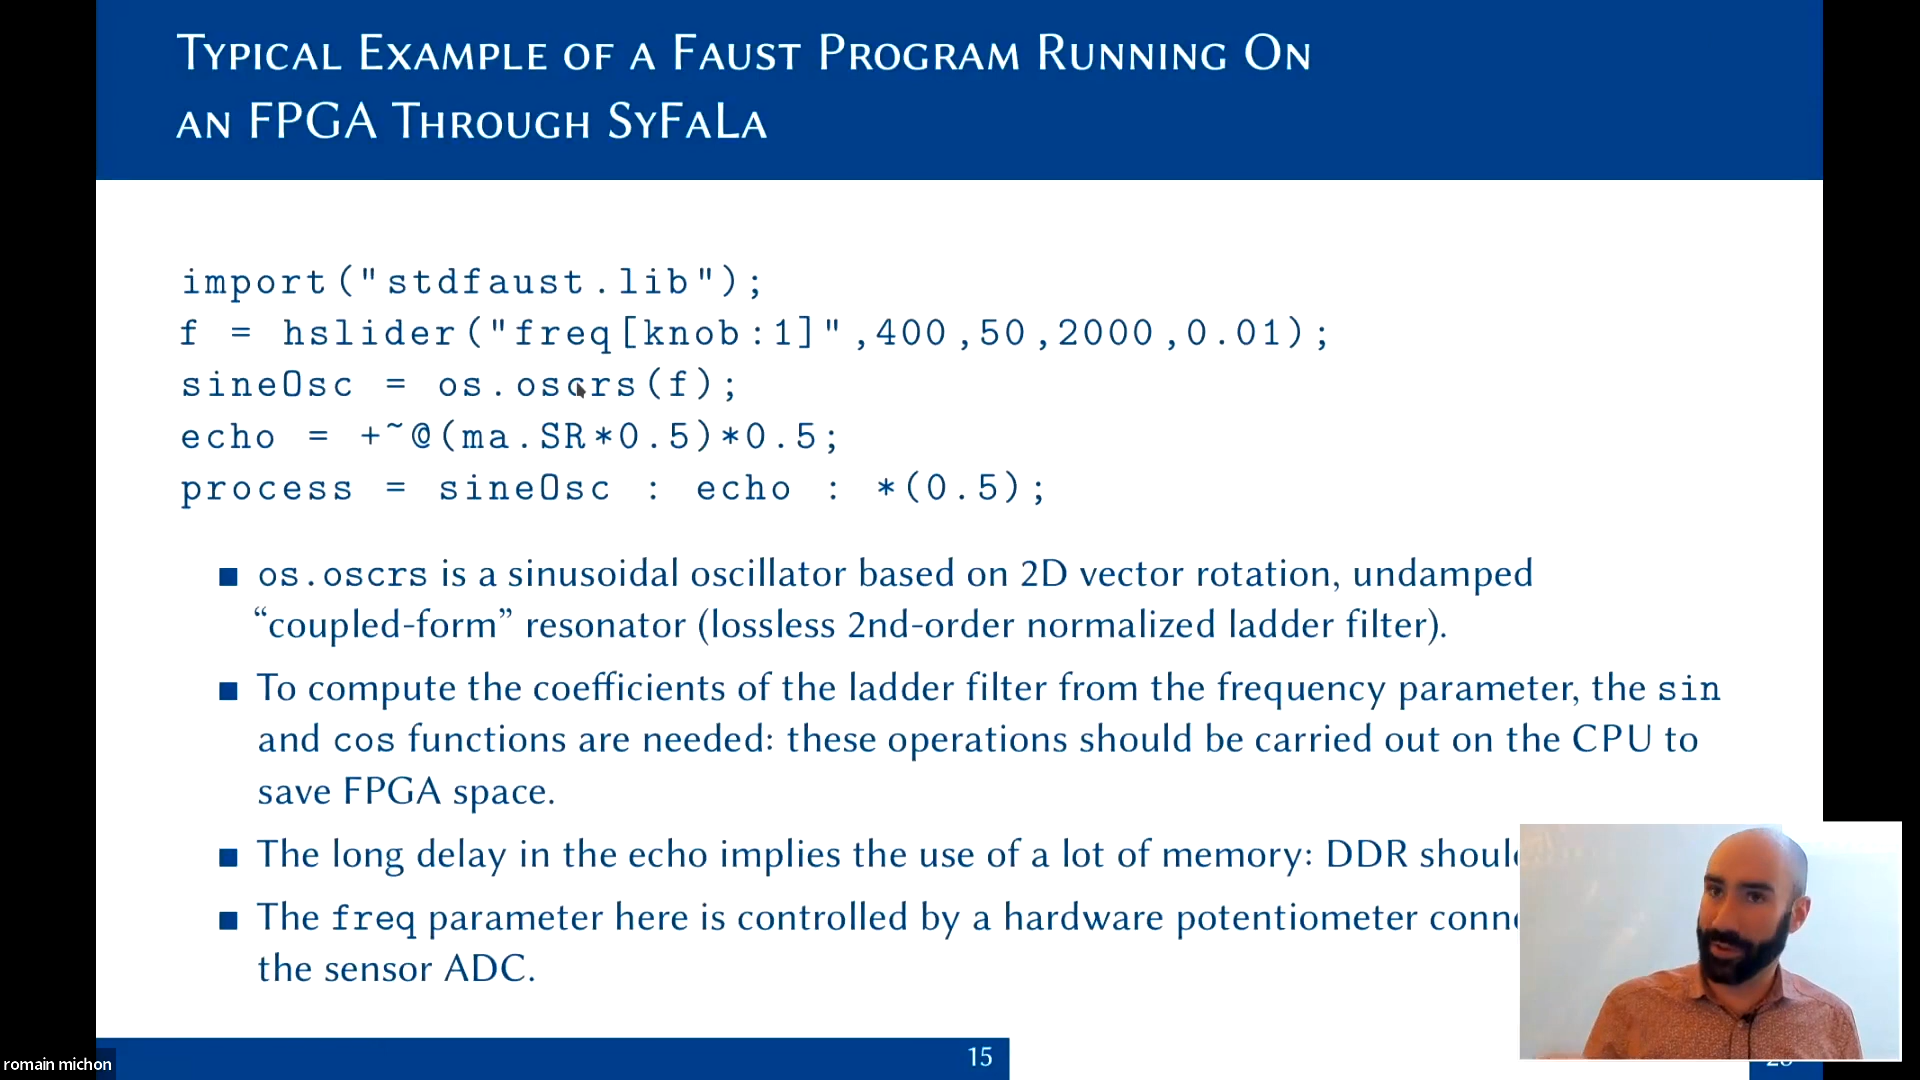 Typical Example of a Faust Program Running On
an FPGA Through SyFaLa
import("stdfaust.lib");
f = hslider("freq[knob:1]",400,50,2000,0.01);
sineOsc = os.oscrs(f);
echo = +~@(ma.SR*0.5)*0.5;
process = sineOsc : echo : *(0.5);
■ os.oscrs is a sinusoidal oscillator based on 2D vector rotation, undamped
“coupled-form” resonator (lossless 2nd-order normalized ladder filter).
■ To compute the coefficients of the ladder filter from the frequency parameter, the sin
and cos functions are needed: these operations should be carried out on the CPU to
save FPGA space.
■ The long delay in the echo implies the use of a lot of memory: DDR
■ The freq parameter here is controlled by a hardware potentiometer
the sensor ADC.
15
romain michon